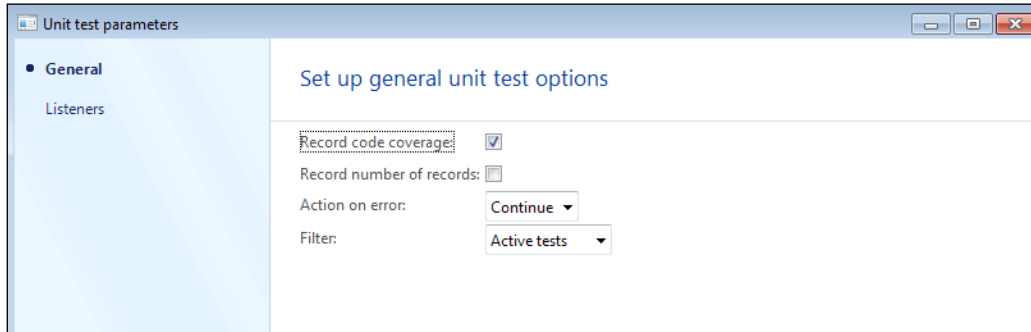 Unit test parameters
General
Listeners
Set up general unit test options
Record code coverage:
Record number of records:
Action on error: Continue
Filter: Active tests